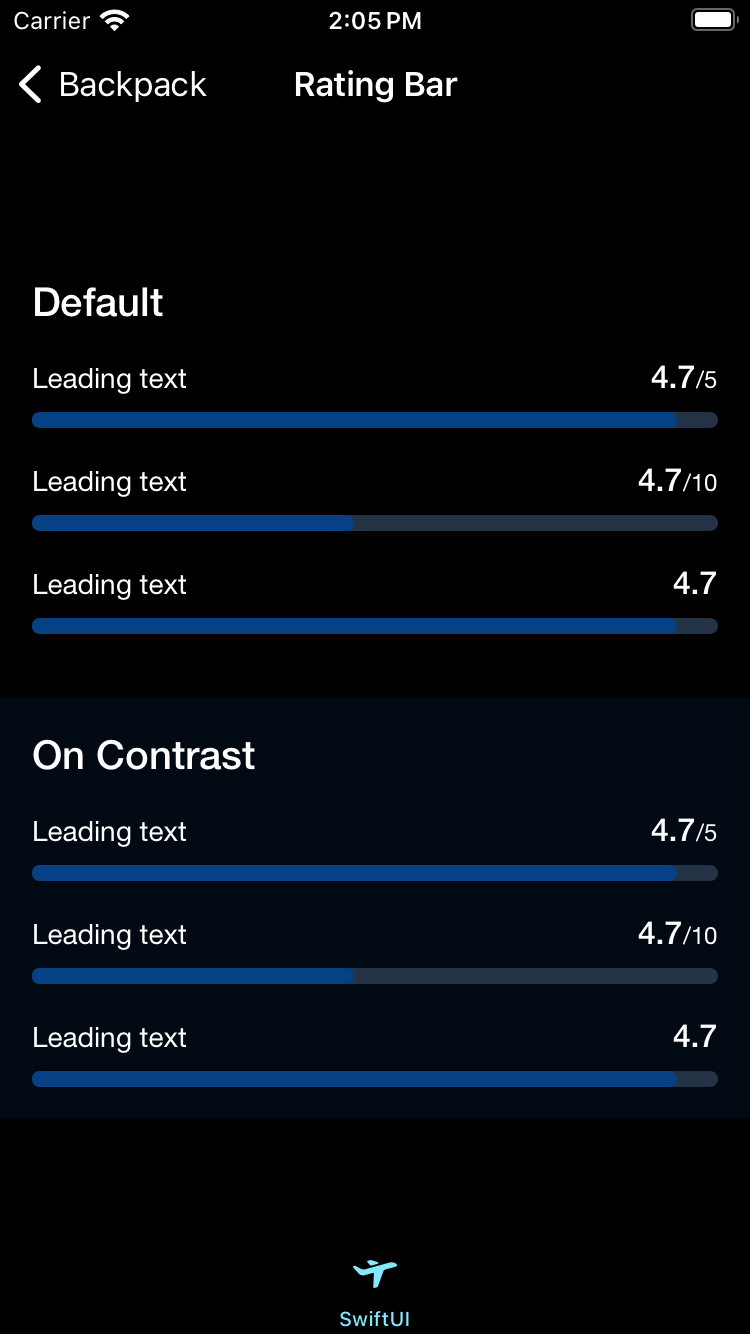 Carrier 2:05 PM
Backpack Rating Bar
Default
Leading text 4.7/5
Leading text 4.7/10
Leading text 4.7
On Contrast
Leading text 4.7/5
Leading text 4.7/10
Leading text 4.7
SwiftUI